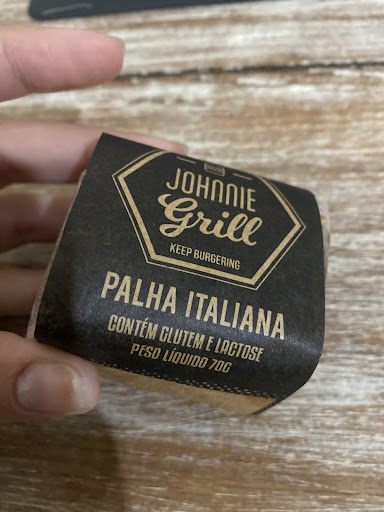 JOHNNIE
Grill
KEEP BURGERING
PALHA ITALIANA
CONTÉM GLUTEM E LACTOSE
PESO LÍQUIDO 70G